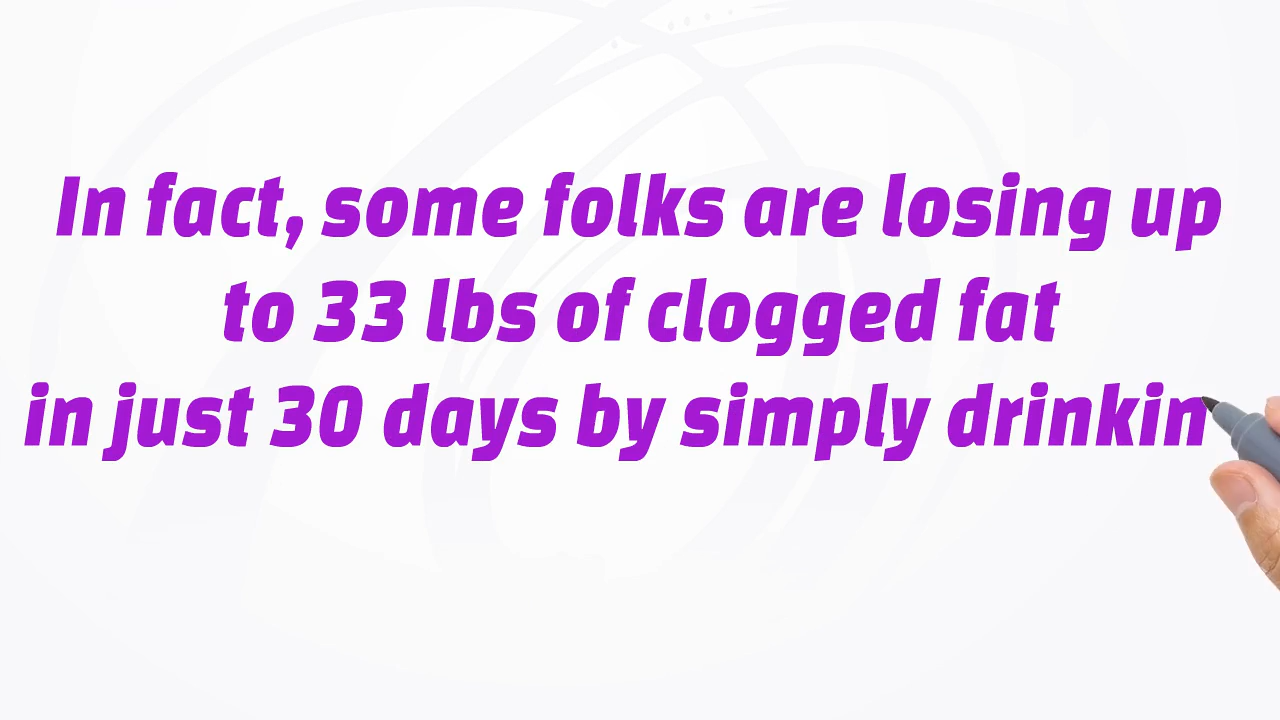 In fact, some folks are losing up
to 33 lbs of clogged fat
in just 30 days by simply drinkin